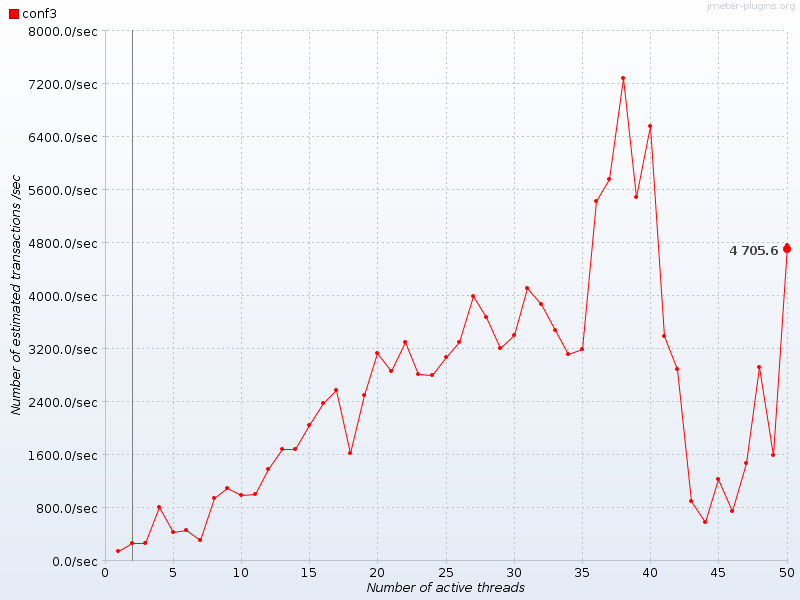 jmeter-plugins.org
conf3
8000.0/sec
7200.0/sec
6400.0/sec
5600.0/sec
4800.0/sec
4000.0/sec
3200.0/sec
2400.0/sec
1600.0/sec
800.0/sec
0.0/sec
Number of estimated transactions /sec
4 705.6
0 5 10 15 20 25 30 35 40 45 50
Number of active threads